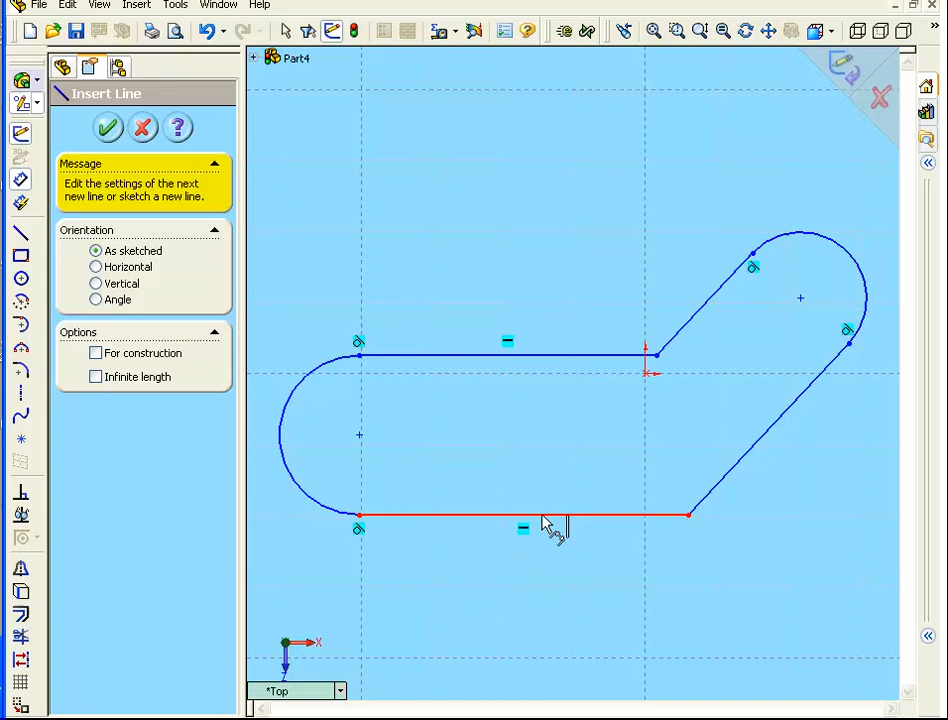 File Edit View Insert Tools Window Help
Part4
Insert Line
Message
Edit the settings of the next
new line or sketch a new line.
Orientation
As sketched
Horizontal
Vertical
Angle
Options
For construction
Infinite length
X
*Top